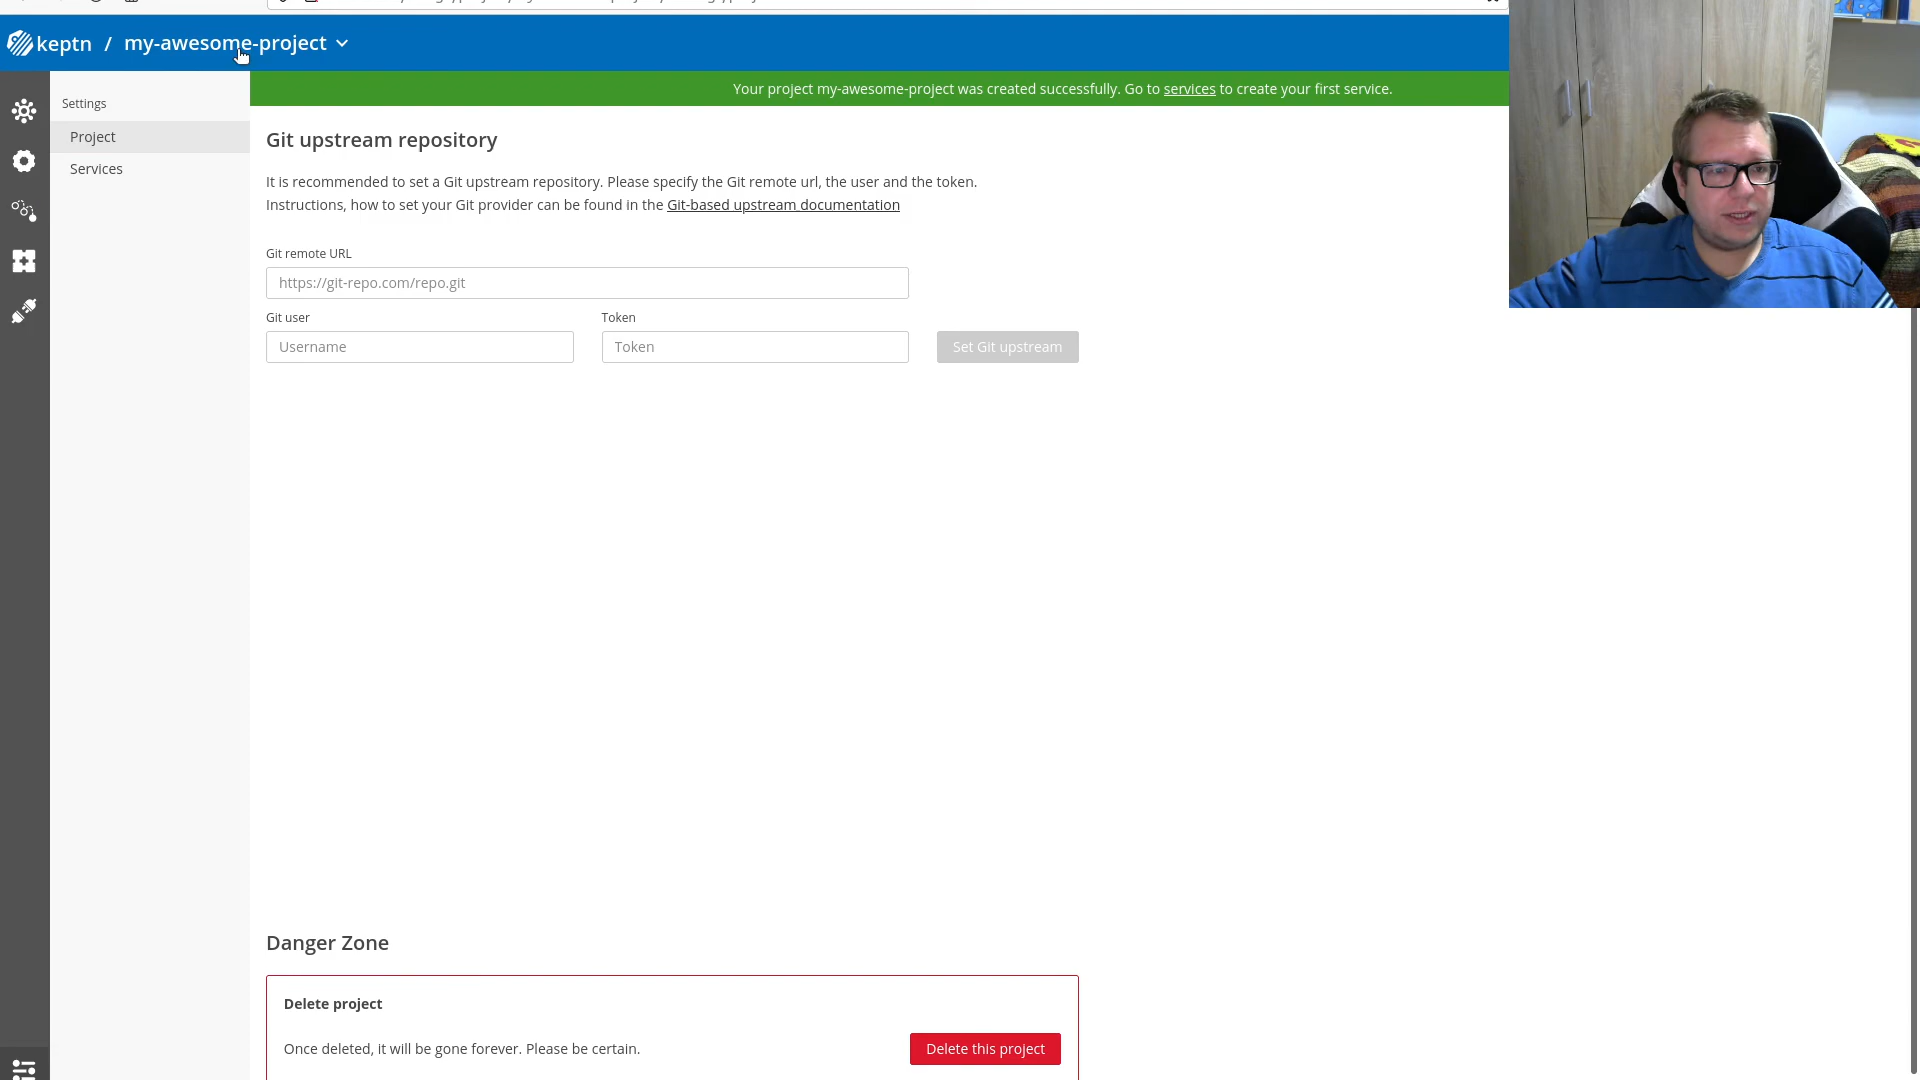 keptn / my-awesome-project
Your project my-awesome-project was created successfully. Go to services to create your first service.
Settings
Project
Services
Git upstream repository
It is recommended to set a Git upstream repository. Please specify the Git remote url, the user and the token.
Instructions, how to set your Git provider can be found in the Git-based upstream documentation
Git remote URL
https://git-repo.com/repo.git
Git user
Token
Username
Token
Set Git upstream
Danger Zone
Delete project
Once deleted, it will be gone forever. Please be certain.
Delete this project